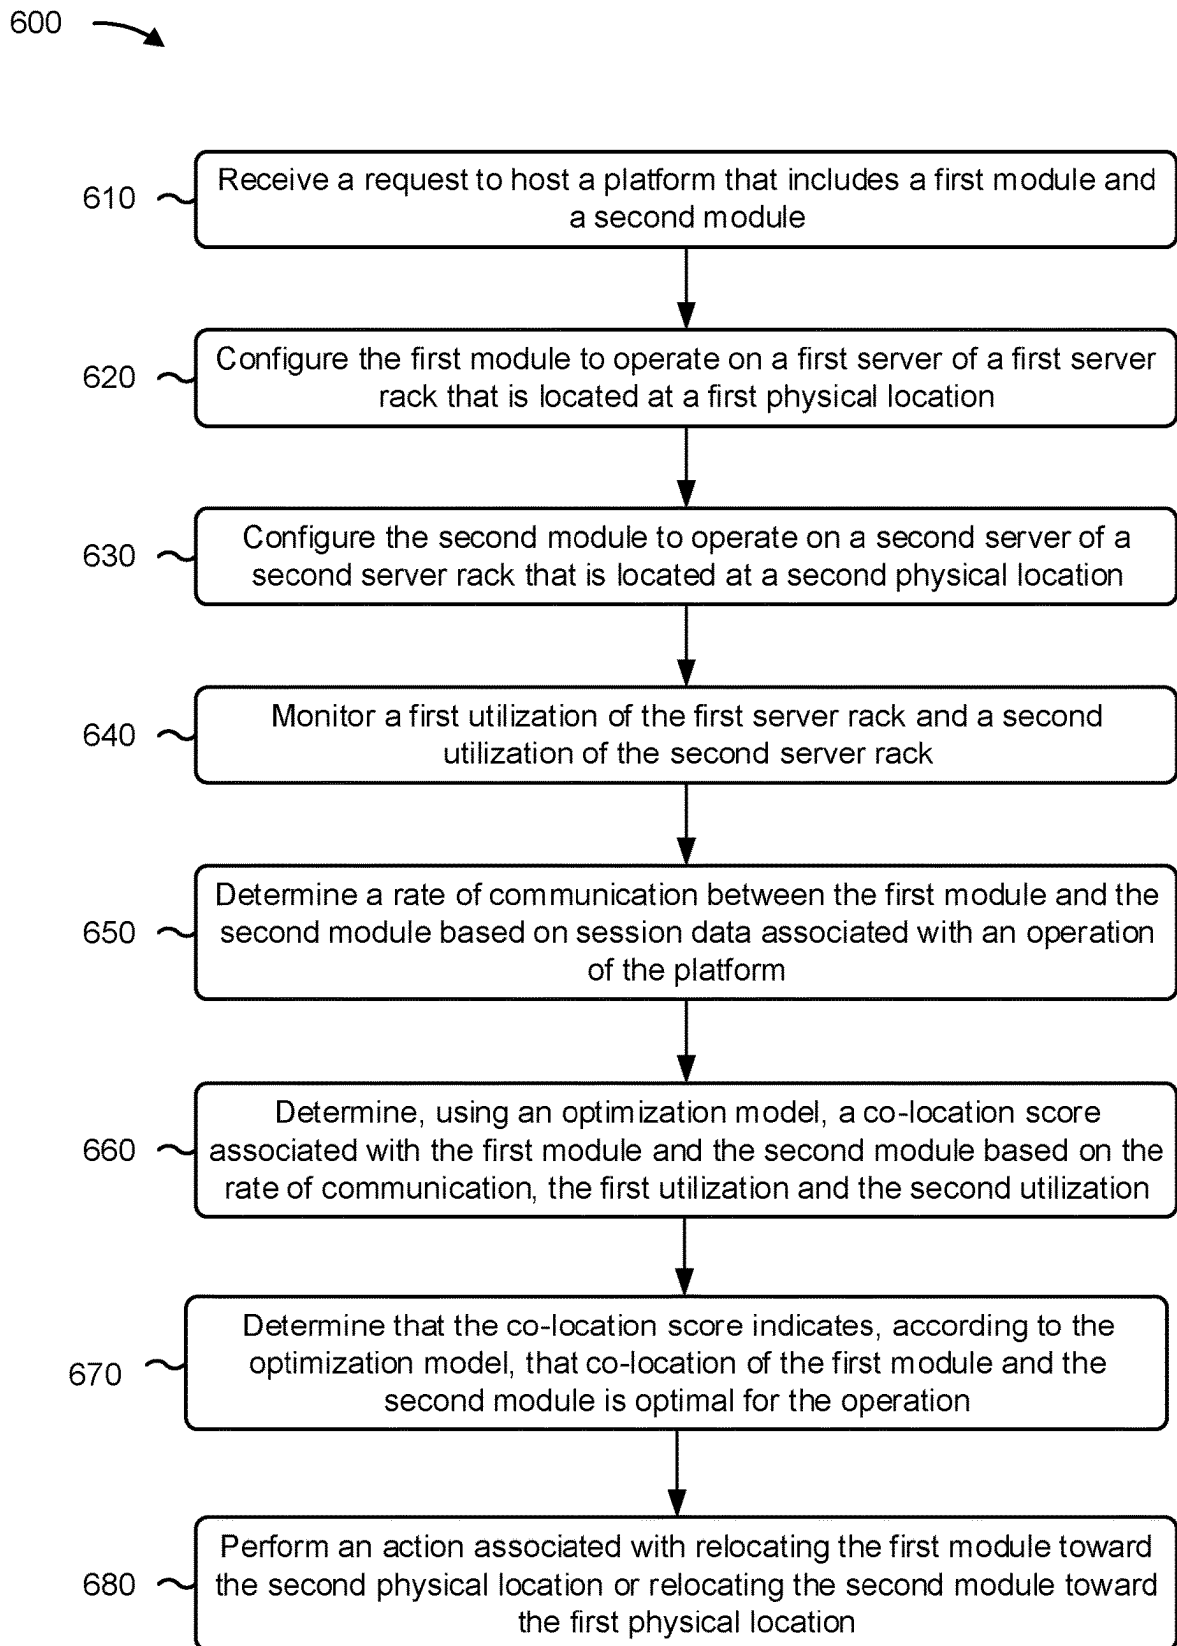 600
610
Receive a request to host a platform that includes a first module and
a second module
620
Configure the first module to operate on a first server of a first server
rack that is located at a first physical location
630
Configure the second module to operate on a second server of a
second server rack that is located at a second physical location
640
Monitor a first utilization of the first server rack and a second
utilization of the second server rack
650
Determine a rate of communication between the first module and the
second module based on session data associated with an operation
of the platform
660
Determine, using an optimization model, a co-location score
associated with the first module and the second module based on the
rate of communication, the first utilization and the second utilization
670
Determine that the co-location score indicates, according to the
optimization model, that co-location of the first module and the
second module is optimal for the operation
680
Perform an action associated with relocating the first module toward
the second physical location or relocating the second module toward
the first physical location